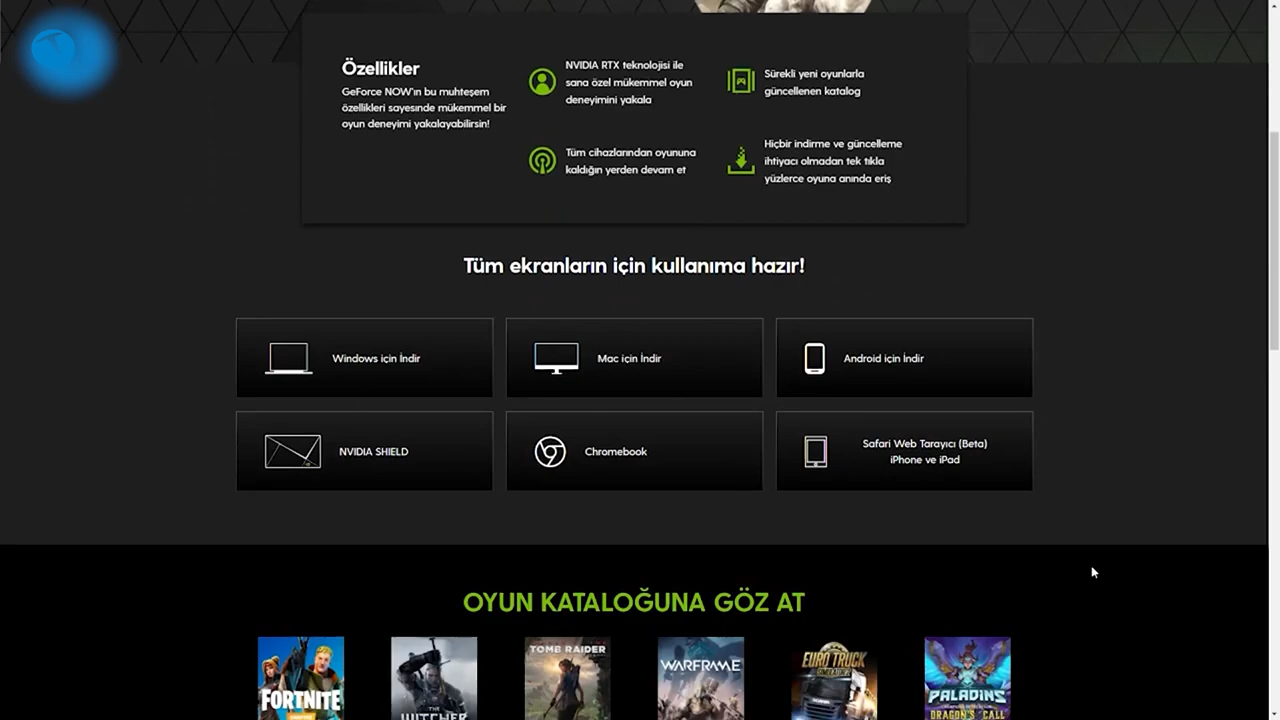 Özellikler
GeForce NOW'ın bu muhteşem
özellikleri sayesinde mükemmel bir
oyun deneyimi yakalayabilirsin!
NVIDIA RTX teknolojisi ile
sana özel mükemmel oyun
deneyimini yakala
Sürekli yeni oyunlarla
güncellenen katalog
Tüm cihazlarından oyununa
kaldığın yerden devam et
Hiçbir indirme ve güncelleme
ihtiyacı olmadan tek tıkla
yüzlerce oyuna anında eriş
Tüm ekranların için kullanıma hazır!
Windows için İndir
Mac için İndir
Android için İndir
NVIDIA SHIELD
Chromebook
Safari Web Tarayıcı (Beta)
iPhone ve iPad
OYUN KATALOĞUNA GÖZ AT
FORTNITE
THE
WITCHER
TOMB RAIDER
WARFRAME
EURO TRUCK
PALADINS
DRAGON'S CALL